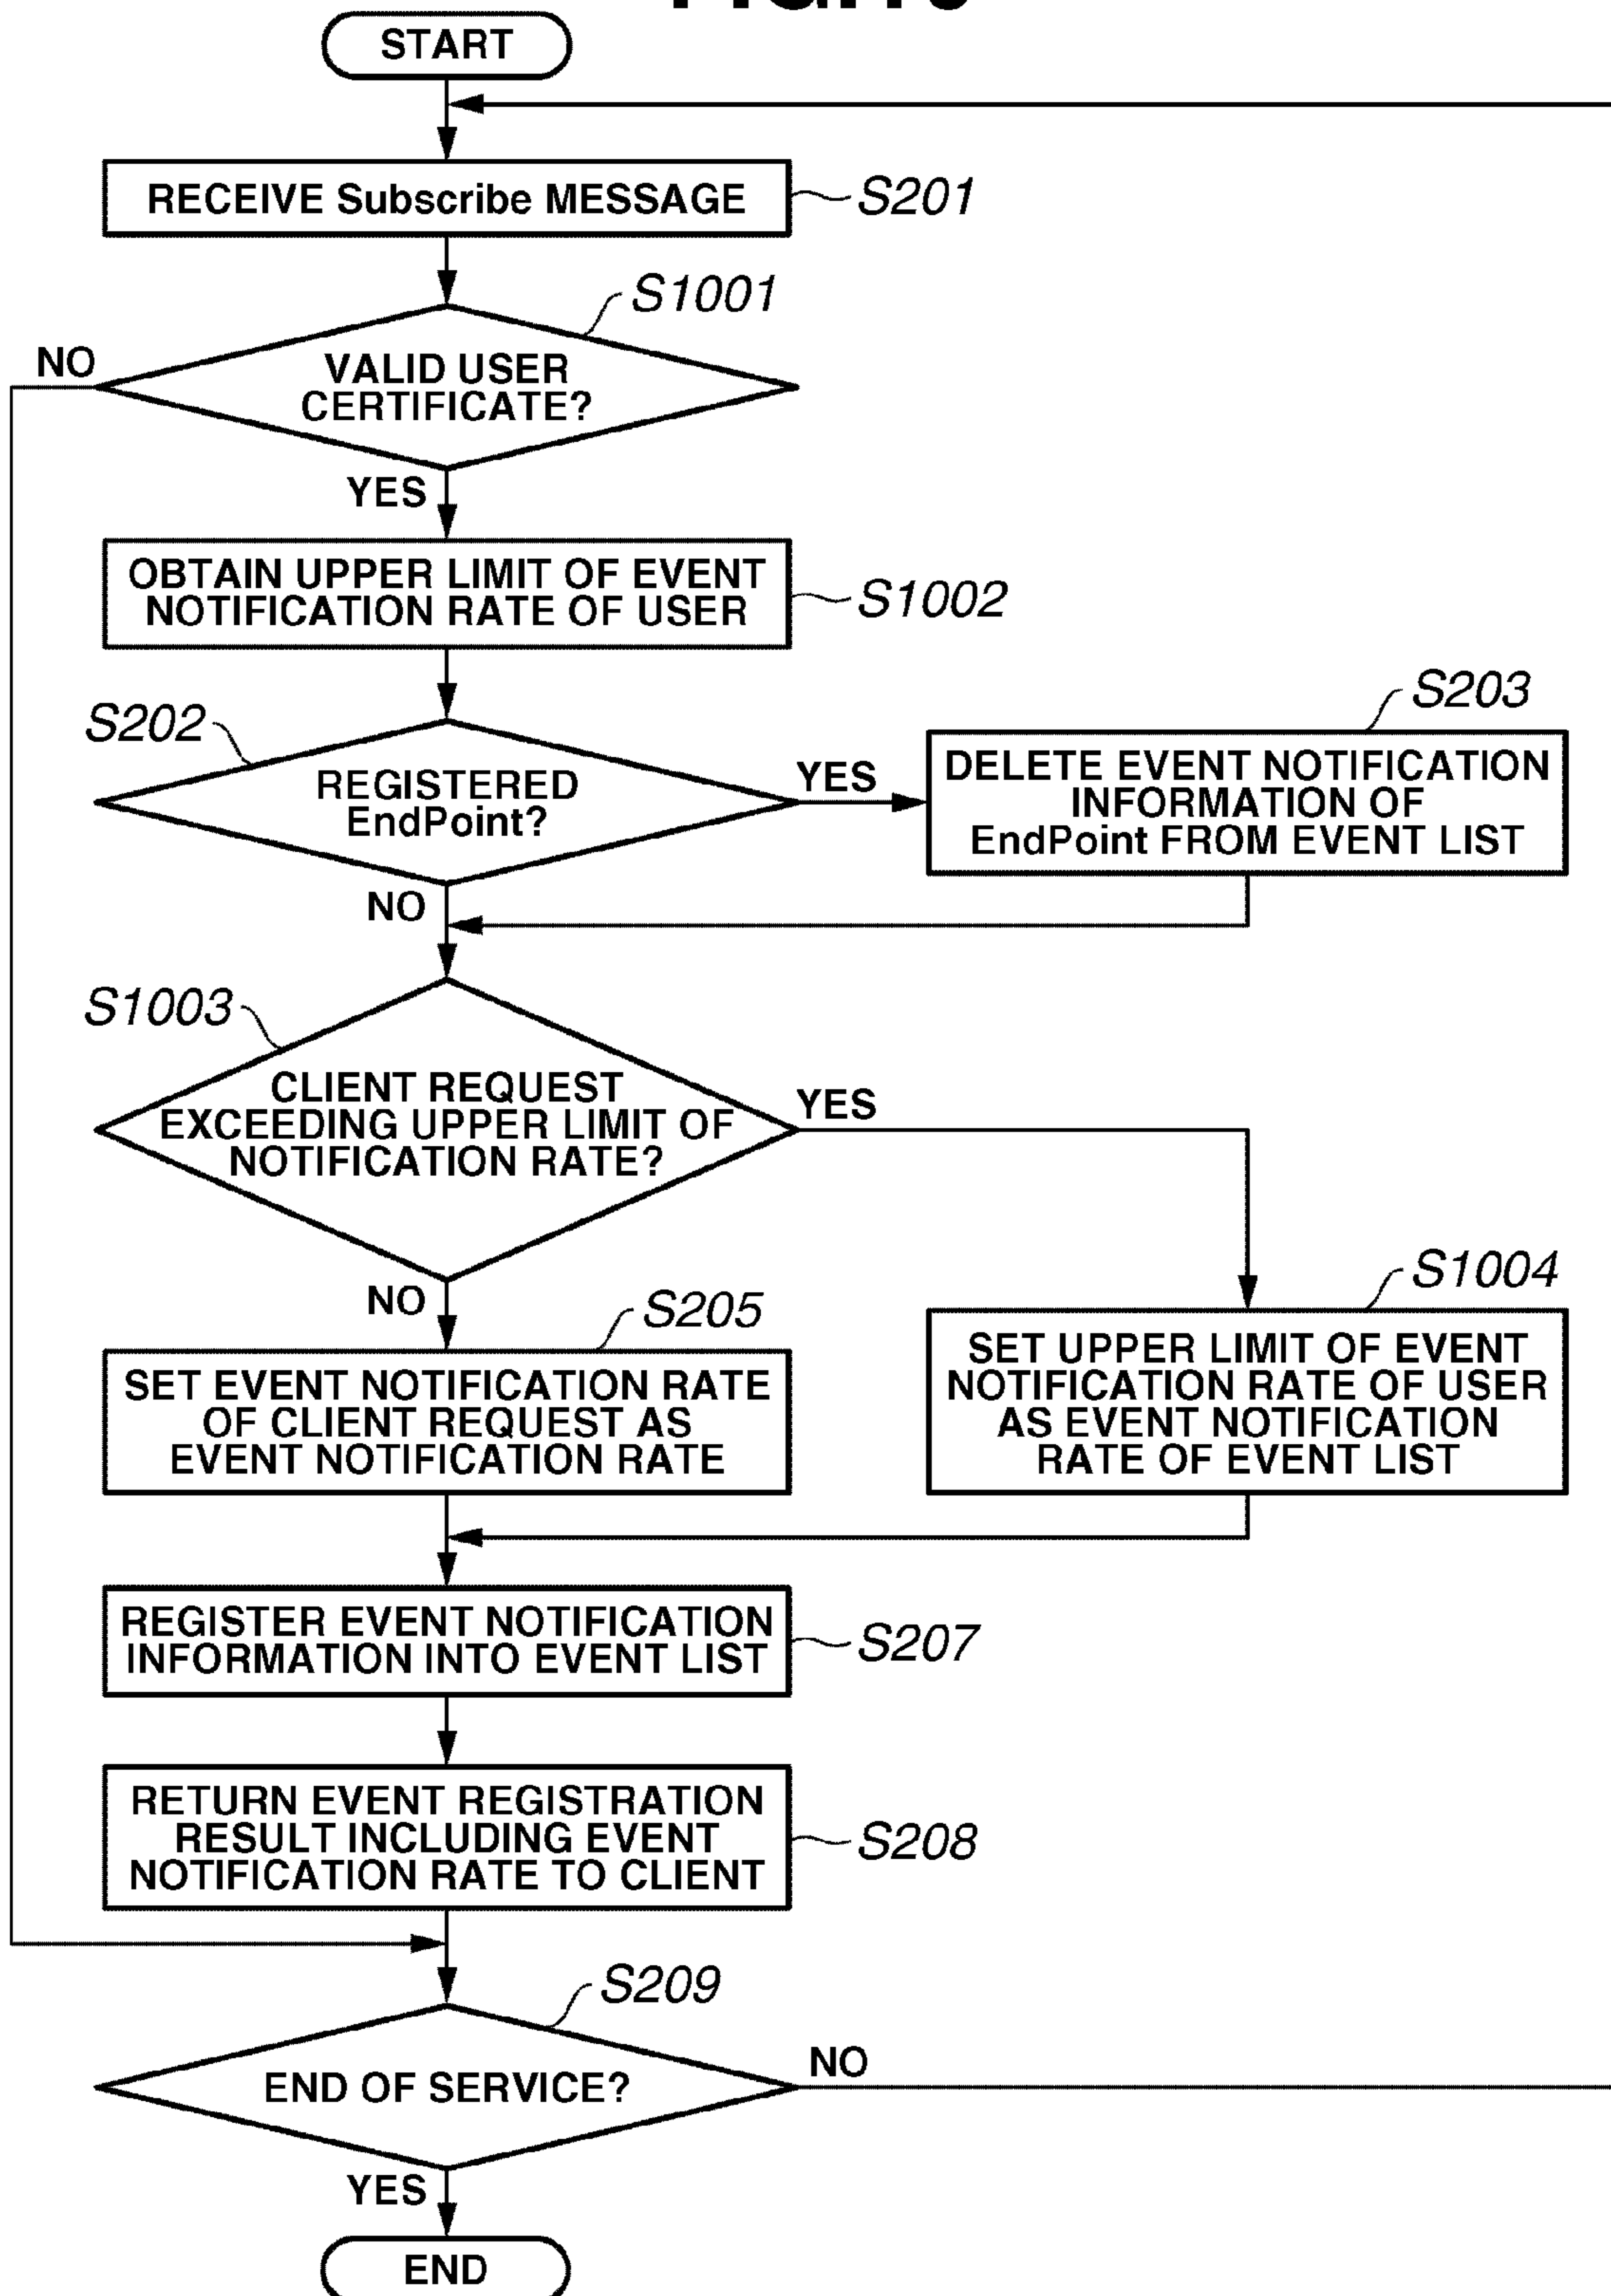 START
RECEIVE Subscribe MESSAGE
S201
S1001
NO
VALID USER
CERTIFICATE?
YES
OBTAIN UPPER LIMIT OF EVENT
NOTIFICATION RATE OF USER
S1002
S202
REGISTERED
EndPoint?
YES
S203
DELETE EVENT NOTIFICATION
INFORMATION OF
EndPoint FROM EVENT LIST
NO
S1003
CLIENT REQUEST
EXCEEDING UPPER LIMIT OF
NOTIFICATION RATE?
YES
NO
S205
SET EVENT NOTIFICATION RATE
OF CLIENT REQUEST AS
EVENT NOTIFICATION RATE
S1004
SET UPPER LIMIT OF EVENT
NOTIFICATION RATE OF USER
AS EVENT NOTIFICATION
RATE OF EVENT LIST
REGISTER EVENT NOTIFICATION
INFORMATION INTO EVENT LIST
S207
RETURN EVENT REGISTRATION
RESULT INCLUDING EVENT
NOTIFICATION RATE TO CLIENT
S208
S209
END OF SERVICE?
NO
YES
END